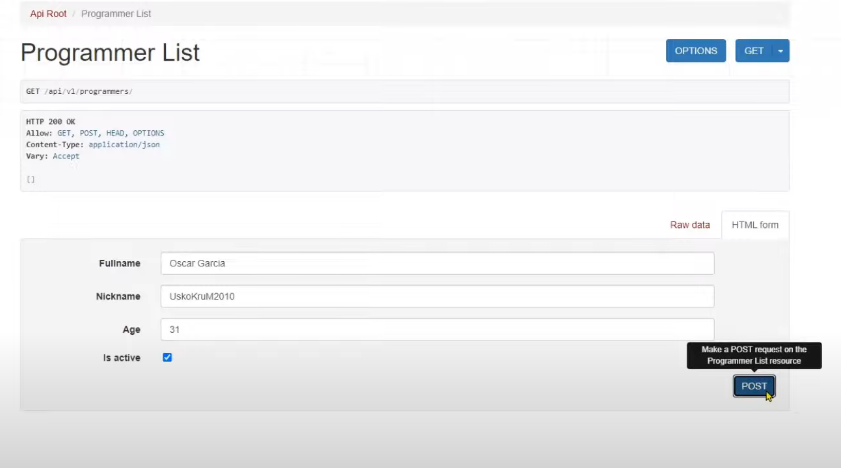 Api Root / Programmer List
Programmer List
OPTIONS
GET
GET /api/v1/programmers/
HTTP 200 OK
Allow: GET, POST, HEAD, OPTIONS
Content-Type: application/json
Vary: Accept
[]
Raw data
HTML form
Fullname
Oscar Garcia
Nickname
UskoKruM2010
Age
31
Is active
Make a POST request on the
Programmer List resource
POST